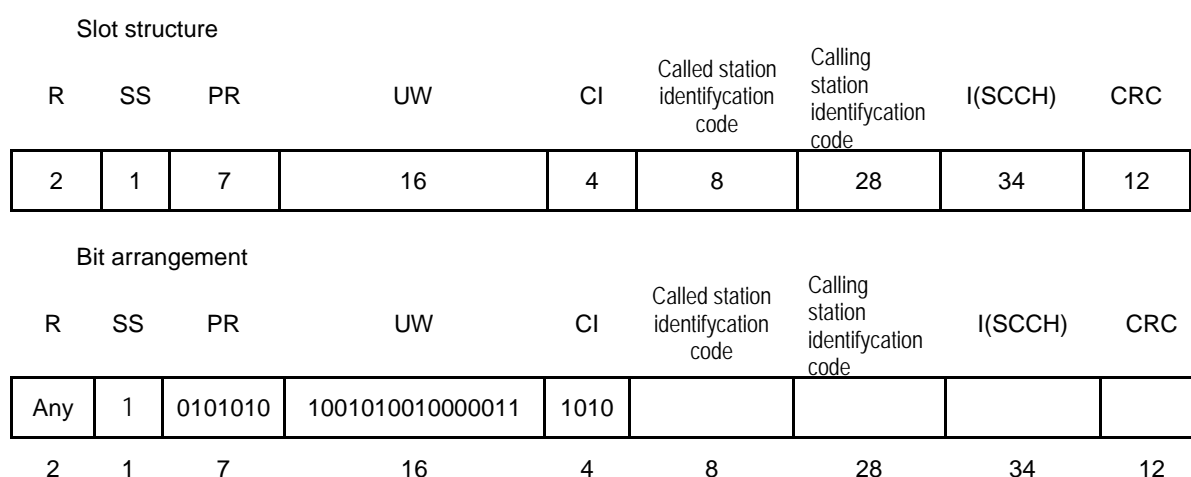 Slot structure
R SS PR UW CI Called station identifycation code Calling station identifycation code I(SCCH) CRC
2 1 7 16 4 8 28 34 12
Bit arrangement
R SS PR UW CI Called station identifycation code Calling station identifycation code I(SCCH) CRC
Any 1 0101010 1001010010000011 1010
2 1 7 16 4 8 28 34 12